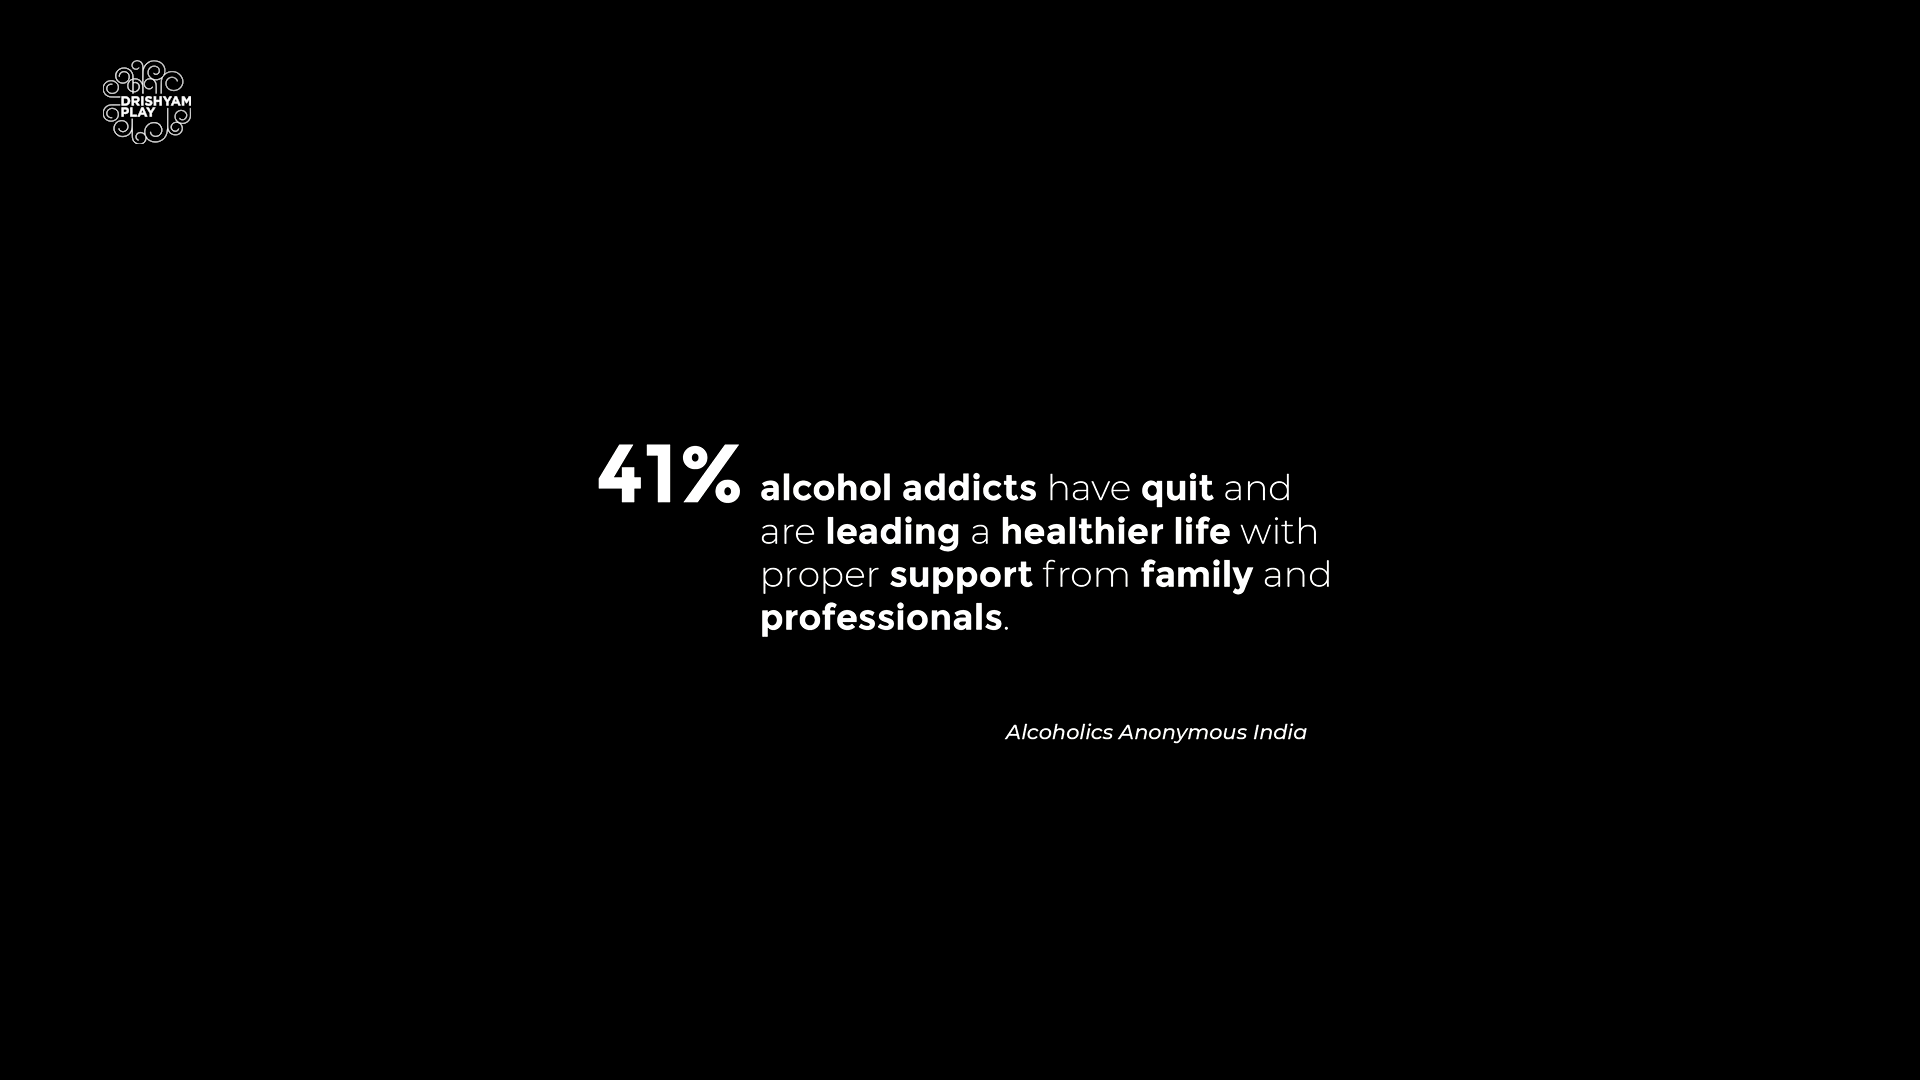 DRISHYAM
PLAY
41% alcohol addicts have quit and
are leading a healthier life with
proper support from family and
professionals.
Alcoholics Anonymous India